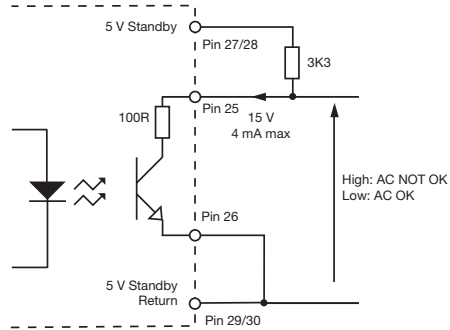 5 V Standby
Pin 27/28
3K3
Pin 25
100R
15 V
4 mA max
High: AC NOT OK
Low: AC OK
Pin 26
5 V Standby
Return
Pin 29/30